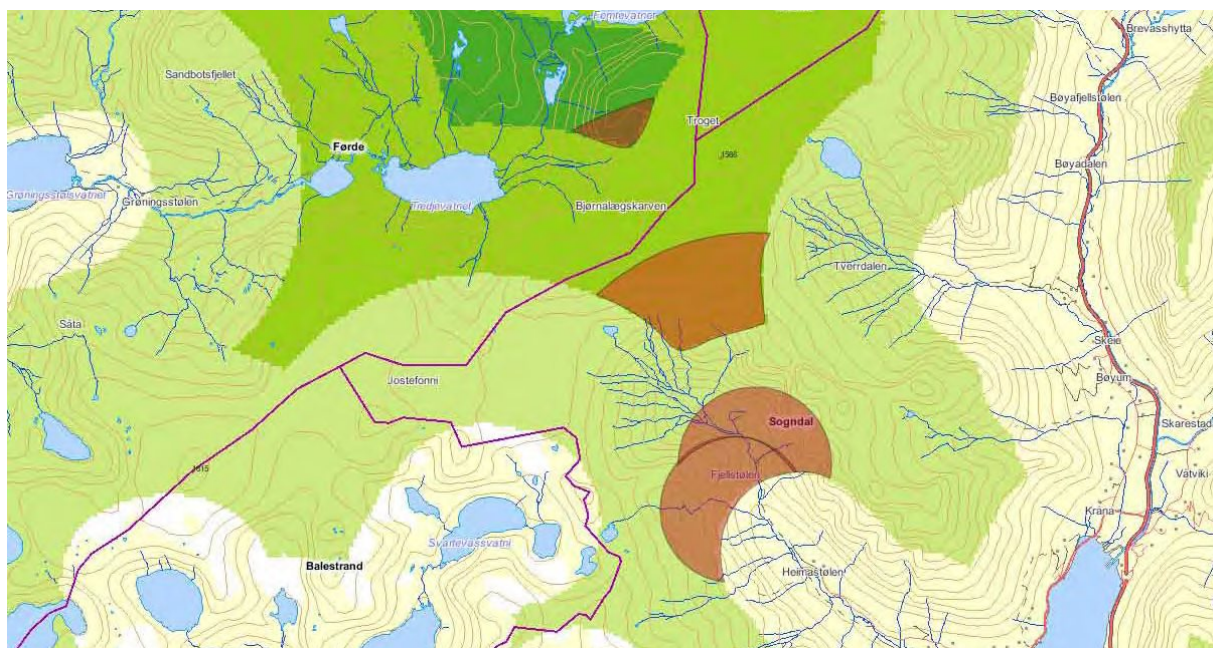 Femtevatnet
Brevasshytta
Sandbotsfjellet
Bøyafjellstølen
Troget
Førde
1586
Bøyadalen
Grøningsstølsvatnet
Grøningsstølen
Tredjevatnet
Bjørnalægskarven
Tverrdalen
Såta
Skeie
Jostefonni
Bøyum
Sogndal
Skarestad
1615
Fjellstølen
Vatviki
Kråna
Svartevassvatni
Balestrand
Heimastølen